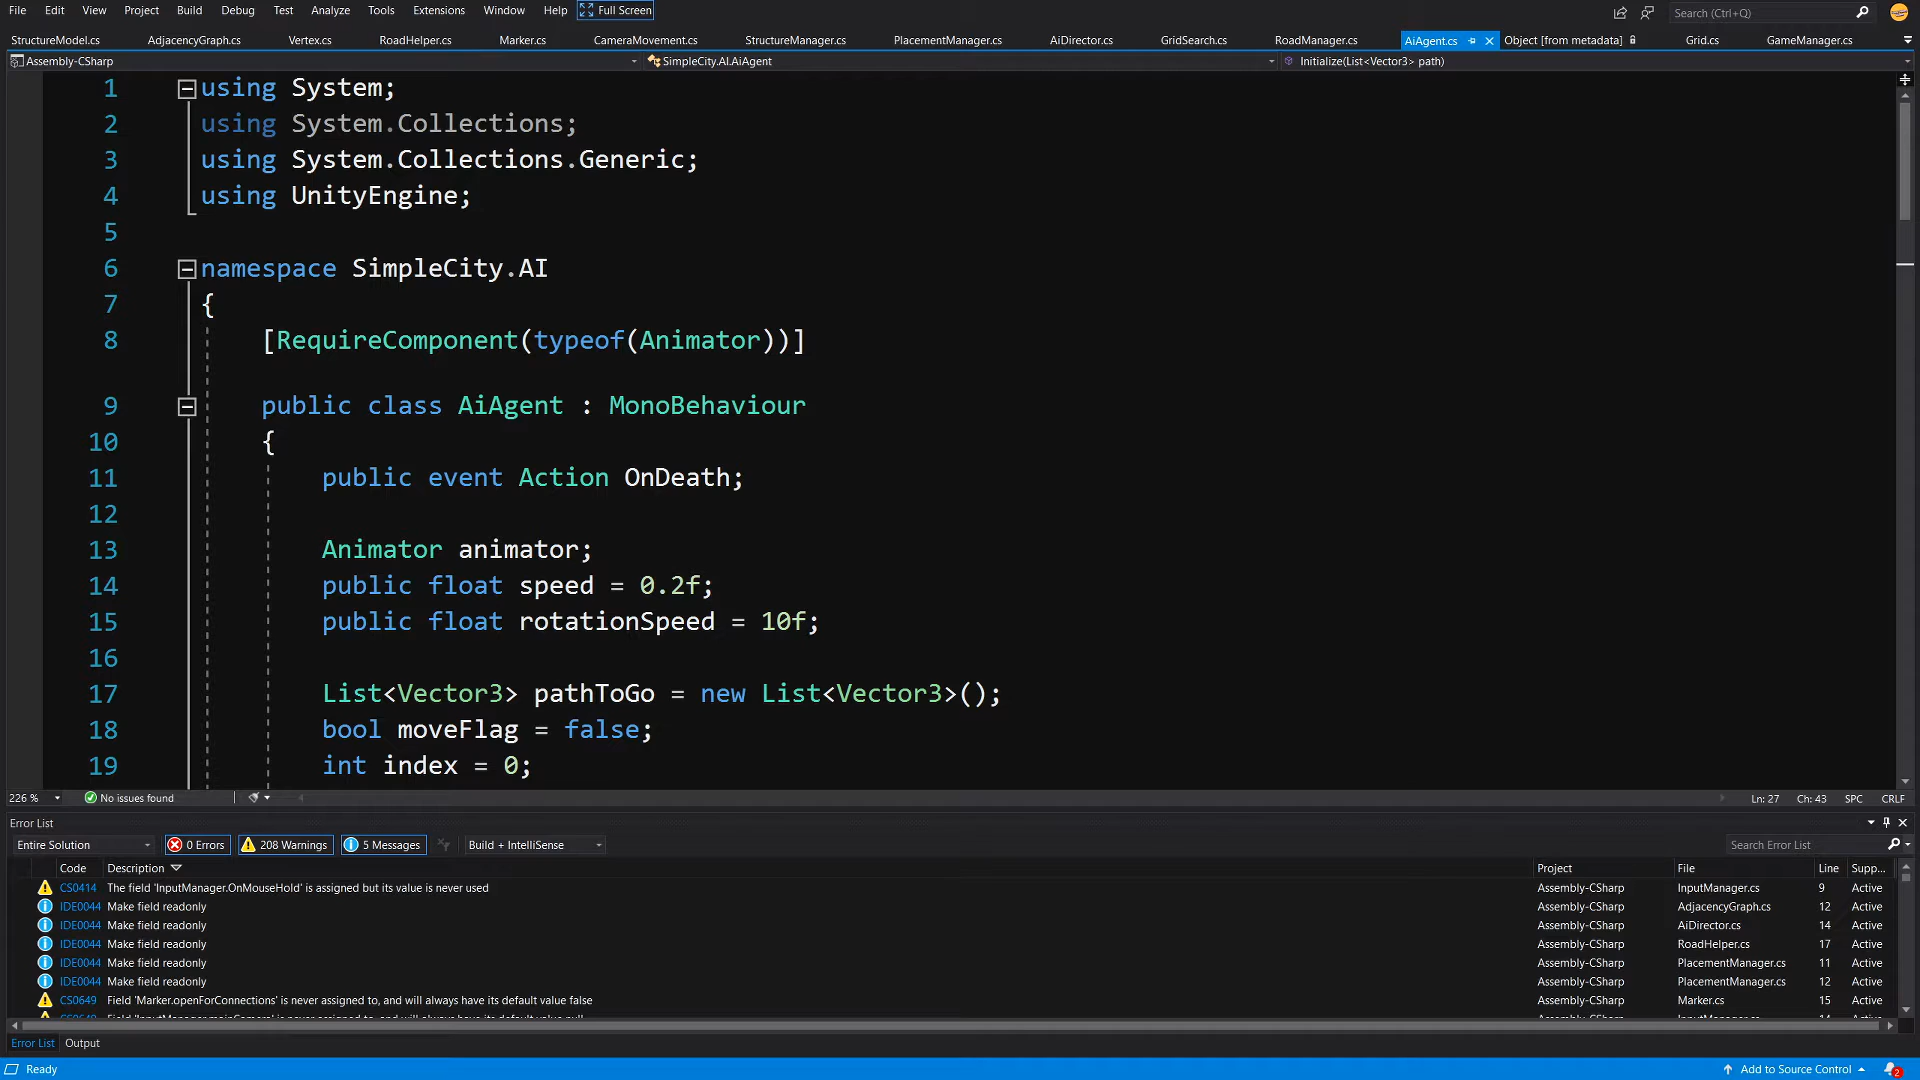 File Edit View Project Build Debug Test Analyze Tools Extensions Window Help Full Screen Search (Ctrl+Q)
StructureModel.cs AdjacencyGraph.cs Vertex.cs RoadHelper.cs Marker.cs CameraMovement.cs StructureManager.cs PlacementManager.cs AiDirector.cs GridSearch.cs RoadManager.cs AiAgent.cs Object [from metadata] Grid.cs GameManager.cs
Assembly-CSharp SimpleCity.AI.AiAgent Initialize(List<Vector3> path)
1 using System;
2 using System.Collections;
3 using System.Collections.Generic;
4 using UnityEngine;
5
6 namespace SimpleCity.AI
7 {
8 [RequireComponent(typeof(Animator))]
9 public class AiAgent : MonoBehaviour
10 {
11 public event Action OnDeath;
12
13 Animator animator;
14 public float speed = 0.2f;
15 public float rotationSpeed = 10f;
16
17 List<Vector3> pathToGo = new List<Vector3>();
18 bool moveFlag = false;
19 int index = 0;
226 % No issues found Ln: 27 Ch: 43 SPC CRLF
Error List
Entire Solution 0 Errors 208 Warnings 5 Messages Build + IntelliSense Search Error List
Code Description Project File Line Supp...
CS0414 The field 'InputManager.OnMouseHold' is assigned but its value is never used Assembly-CSharp InputManager.cs 9 Active
IDE0044 Make field readonly Assembly-CSharp AdjacencyGraph.cs 12 Active
IDE0044 Make field readonly Assembly-CSharp AiDirector.cs 14 Active
IDE0044 Make field readonly Assembly-CSharp RoadHelper.cs 17 Active
IDE0044 Make field readonly Assembly-CSharp PlacementManager.cs 11 Active
IDE0044 Make field readonly Assembly-CSharp PlacementManager.cs 12 Active
CS0649 Field 'Marker.openForConnections' is never assigned to, and will always have its default value false Assembly-CSharp Marker.cs 15 Active
Error List Output
Ready Add to Source Control 2